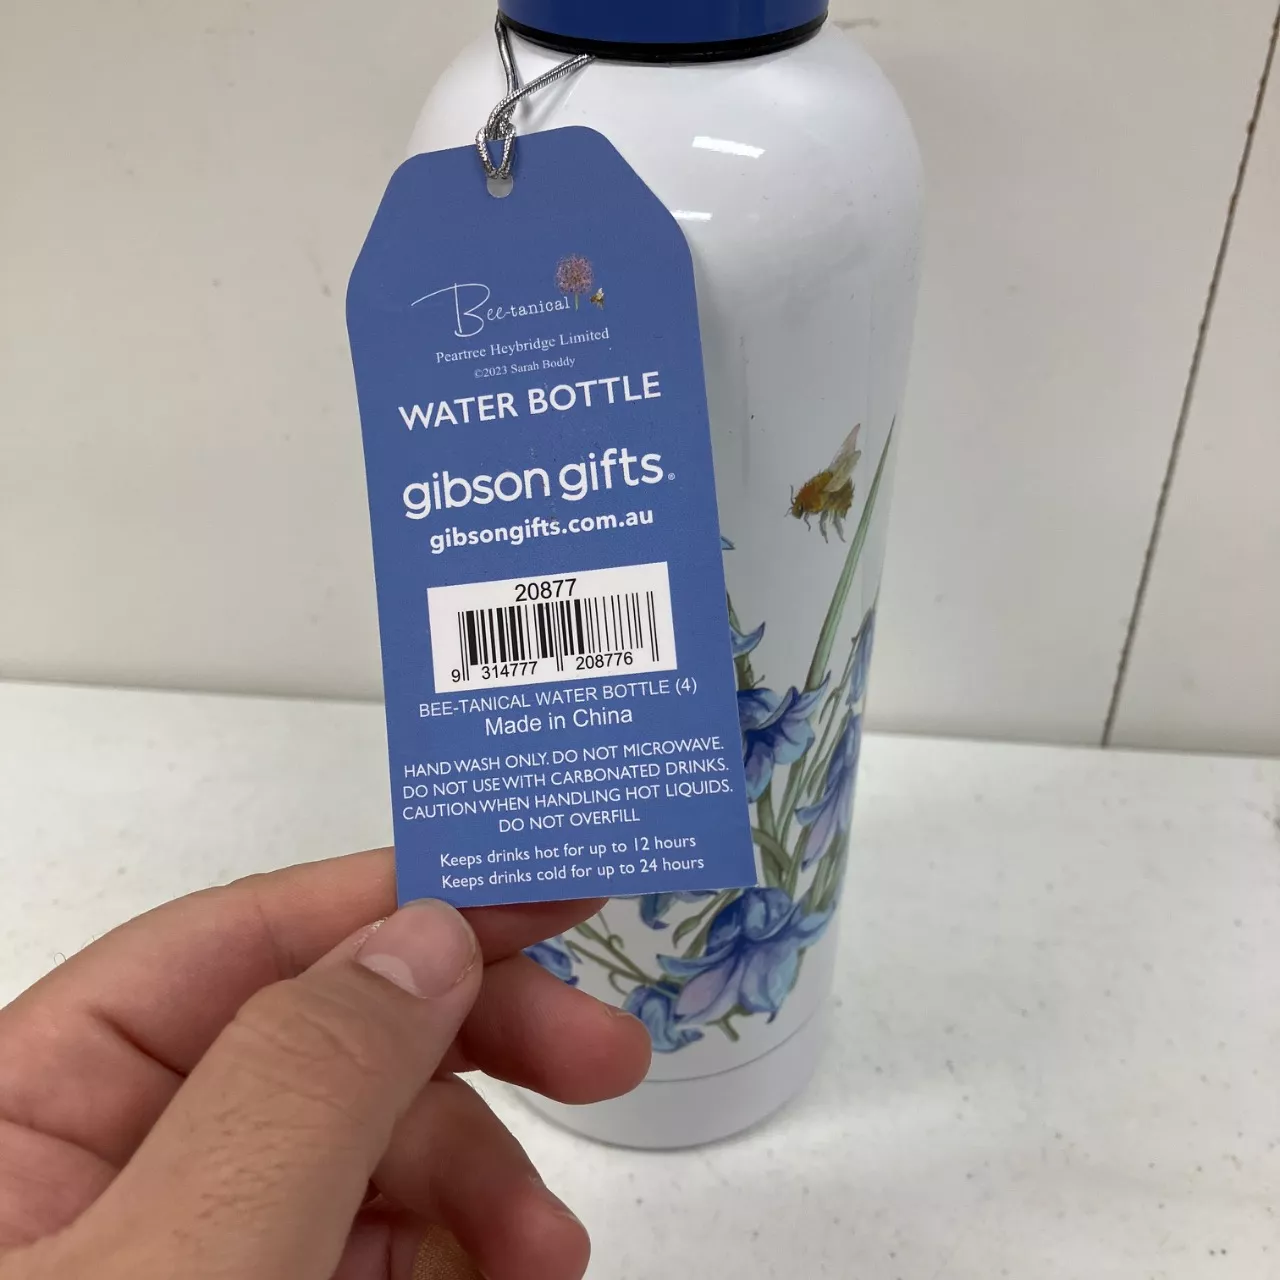 Bee-tanical
Peartree Heybridge Limited
©2023 Sarah Boddy
WATER BOTTLE
gibson gifts®
gibsongifts.com.au
20877
9 314777 208776
BEE-TANICAL WATER BOTTLE (4)
Made in China
HAND WASH ONLY. DO NOT MICROWAVE.
DO NOT USE WITH CARBONATED DRINKS.
CAUTION WHEN HANDLING HOT LIQUIDS.
DO NOT OVERFILL
Keeps drinks hot for up to 12 hours
Keeps drinks cold for up to 24 hours